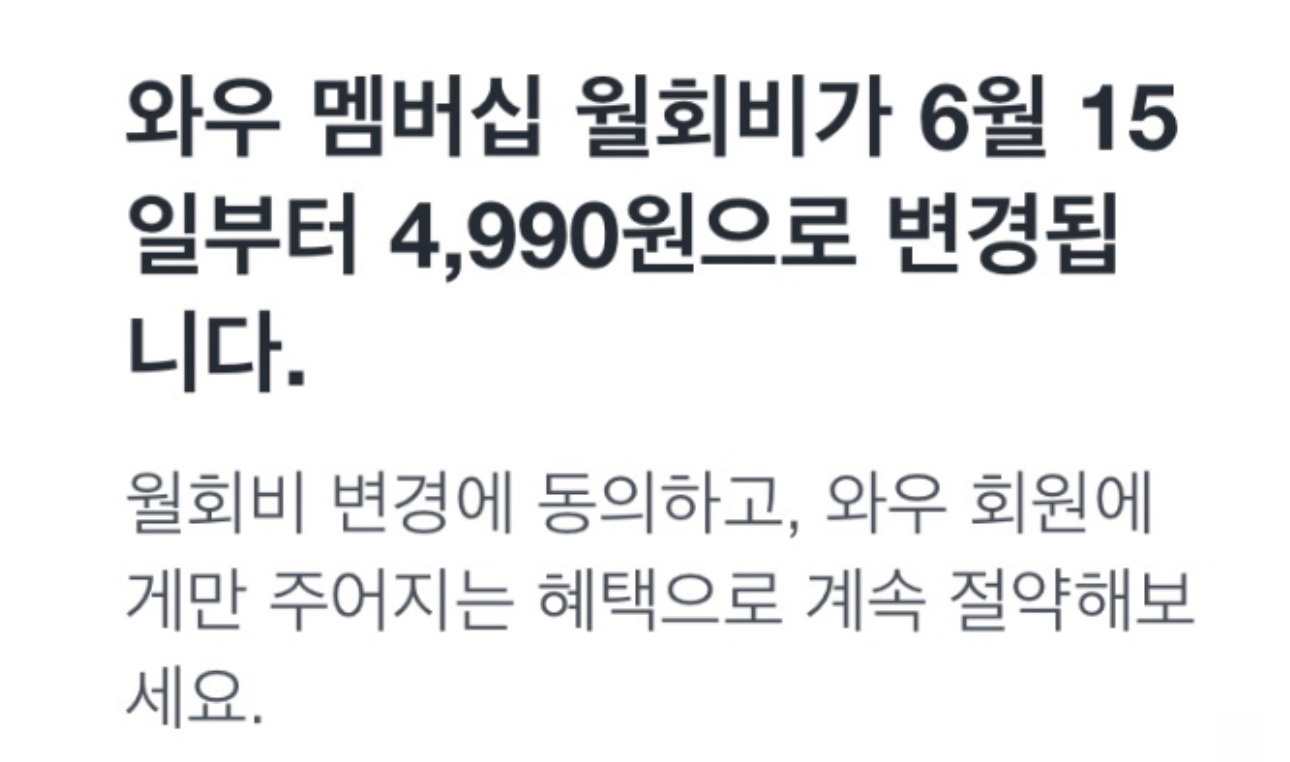 와우 멤버십 월회비가 6월 15
일부터 4,990원으로 변경됩
니다.
월회비 변경에 동의하고, 와우 회원에
게만 주어지는 혜택으로 계속 절약해보
세요.